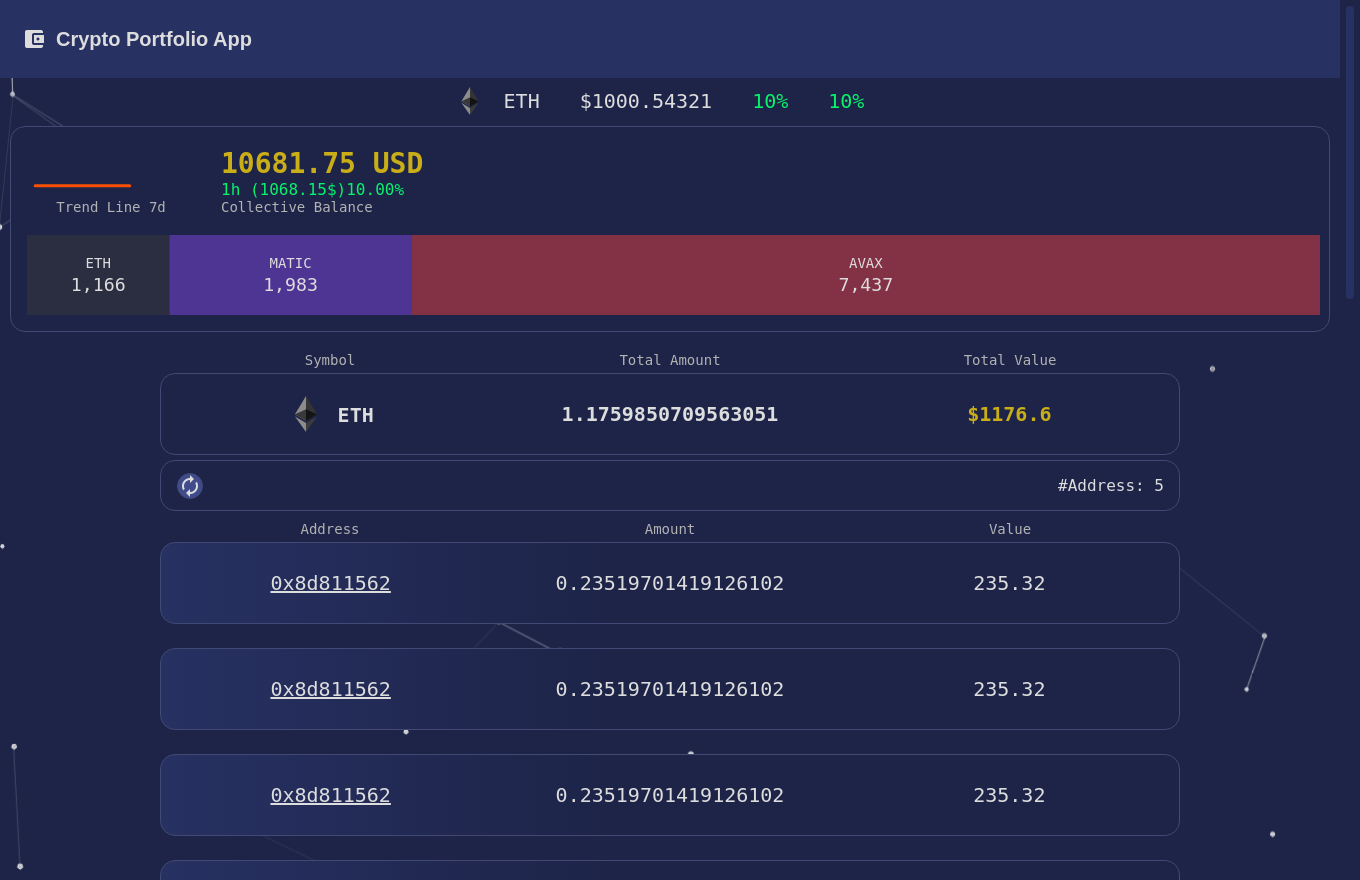 Crypto Portfolio App
ETH $1000.54321 10% 10%
10681.75 USD
1h (1068.15$)10.00%
Trend Line 7d Collective Balance
ETH MATIC AVAX
1,166 1,983 7,437
Symbol Total Amount Total Value
ETH 1.1759850709563051 $1176.6
#Address: 5
Address Amount Value
0x8d811562 0.23519701419126102 235.32
0x8d811562 0.23519701419126102 235.32
0x8d811562 0.23519701419126102 235.32